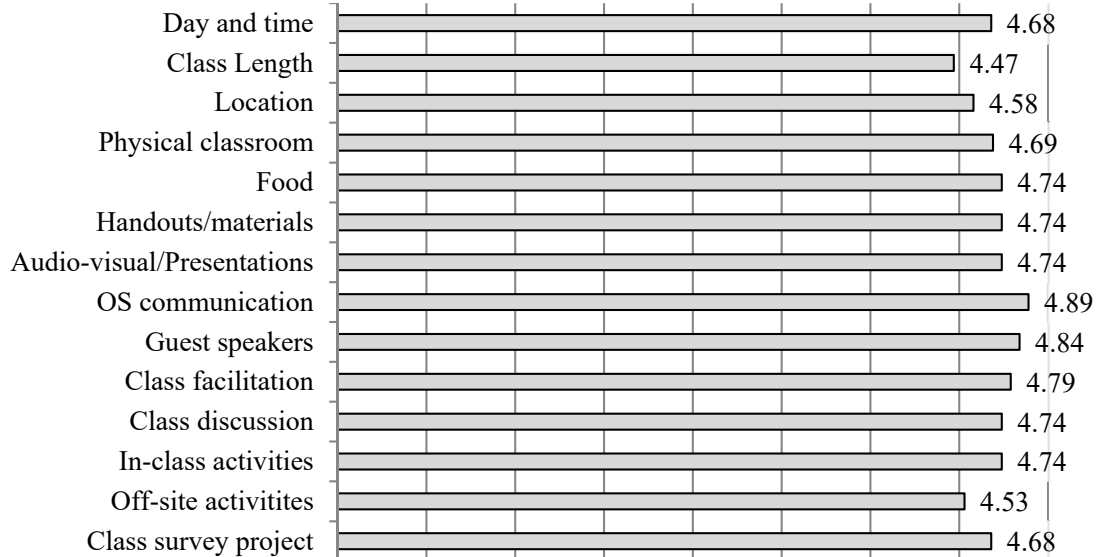 Day and time 4.68
Class Length 4.47
Location 4.58
Physical classroom 4.69
Food 4.74
Handouts/materials 4.74
Audio-visual/Presentations 4.74
OS communication 4.89
Guest speakers 4.84
Class facilitation 4.79
Class discussion 4.74
In-class activities 4.74
Off-site activitites 4.53
Class survey project 4.68